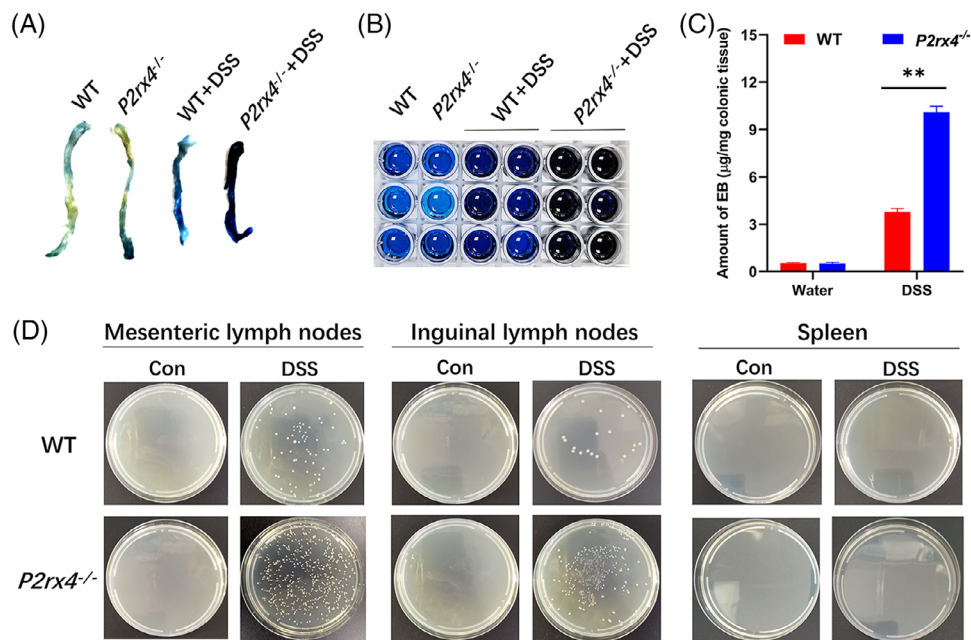 (A)
WT
P2rx4-/-
WT+DSS
P2rx4-/-+DSS
(B)
WT
P2rx4-/-
WT+DSS
P2rx4-/-+DSS
(C)
WT
P2rx4-/-
**
Amount of EB (μg/mg colonic tissue)
15
12
9
6
3
0
Water
DSS
(D)
Mesenteric lymph nodes
Inguinal lymph nodes
Spleen
Con
DSS
Con
DSS
Con
DSS
WT
P2rx4-/-